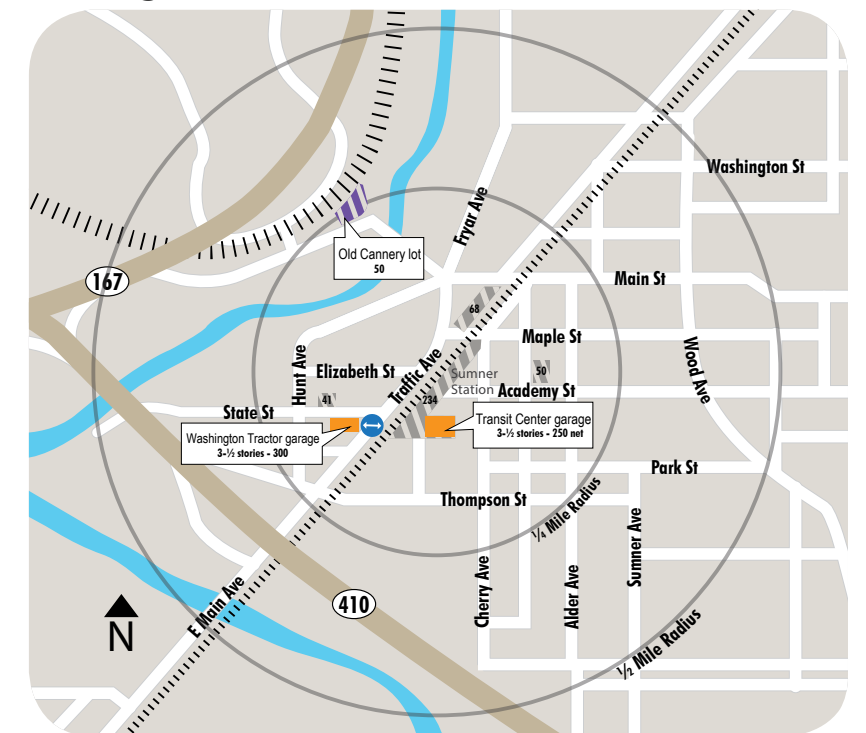 Washington St
Fryar Ave
Old Cannery lot
50
167
Main St
68
Maple St
Wood Ave
Hunt Ave
Elizabeth St
Traffic Ave
Sumner
Station
50
Academy St
41
234
State St
Transit Center garage
3-½ stories - 250 net
Washington Tractor garage
3-½ stories - 300
Park St
Thompson St
¼ Mile Radius
Sumner Ave
Cherry Ave
Alder Ave
E Main Ave
410
N
½ Mile Radius